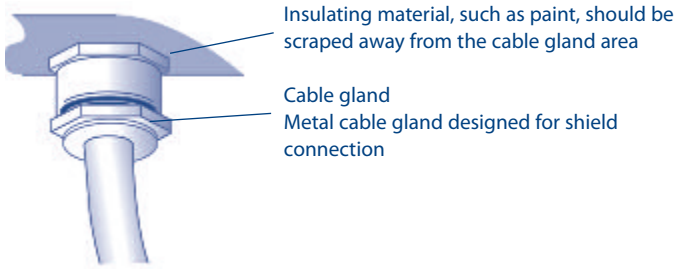 Insulating material, such as paint, should be
scraped away from the cable gland area
Cable gland
Metal cable gland designed for shield
connection